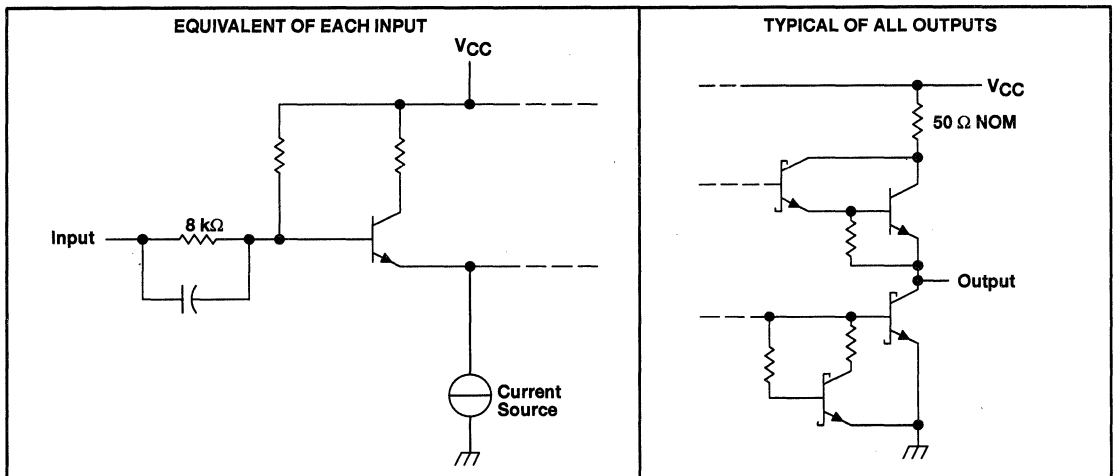 EQUIVALENT OF EACH INPUT
VCC
8 kΩ
Input
Current
Source
TYPICAL OF ALL OUTPUTS
VCC
50 Ω NOM
Output